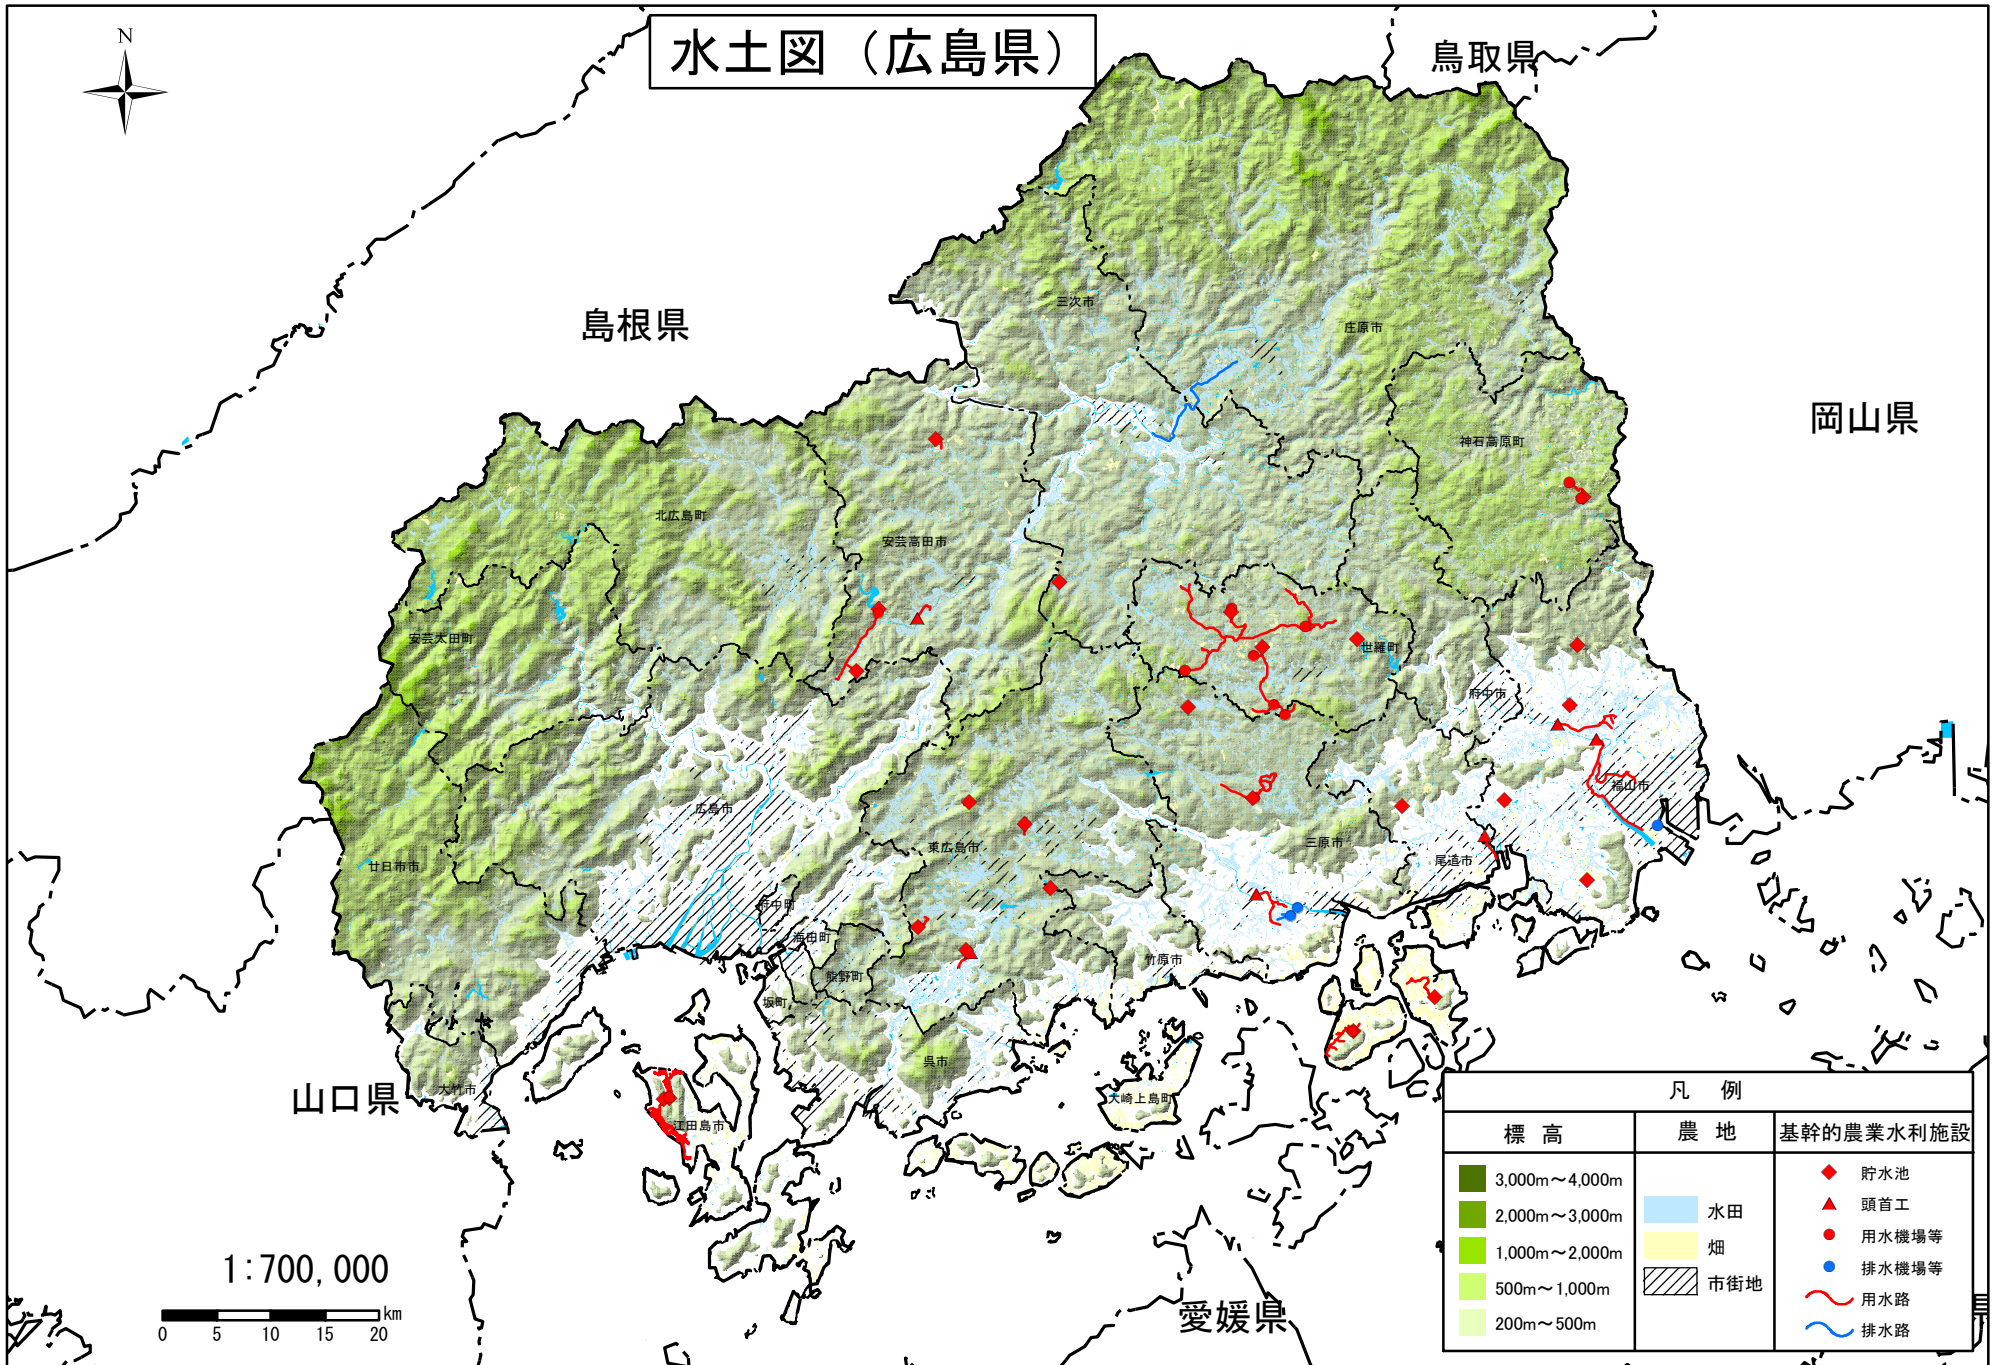 水土図（広島県）
N
鳥取県
島根県
岡山県
三次市
庄原市
神石高原町
北広島町
安芸高田市
安芸太田町
世羅町
府中市
福山市
広島市
三原市
東広島市
尾道市
廿日市市
府中町
海田町
熊野町
竹原市
坂町
呉市
大竹市
山口県
大崎上島町
江田島市
愛媛県
1:700,000
km
0 5 10 15 20
凡 例
標 高
農 地
基幹的農業水利施設
3,000m～4,000m
2,000m～3,000m
1,000m～2,000m
500m～1,000m
200m～500m
水田
畑
市街地
貯水池
頭首工
用水機場等
排水機場等
用水路
排水路